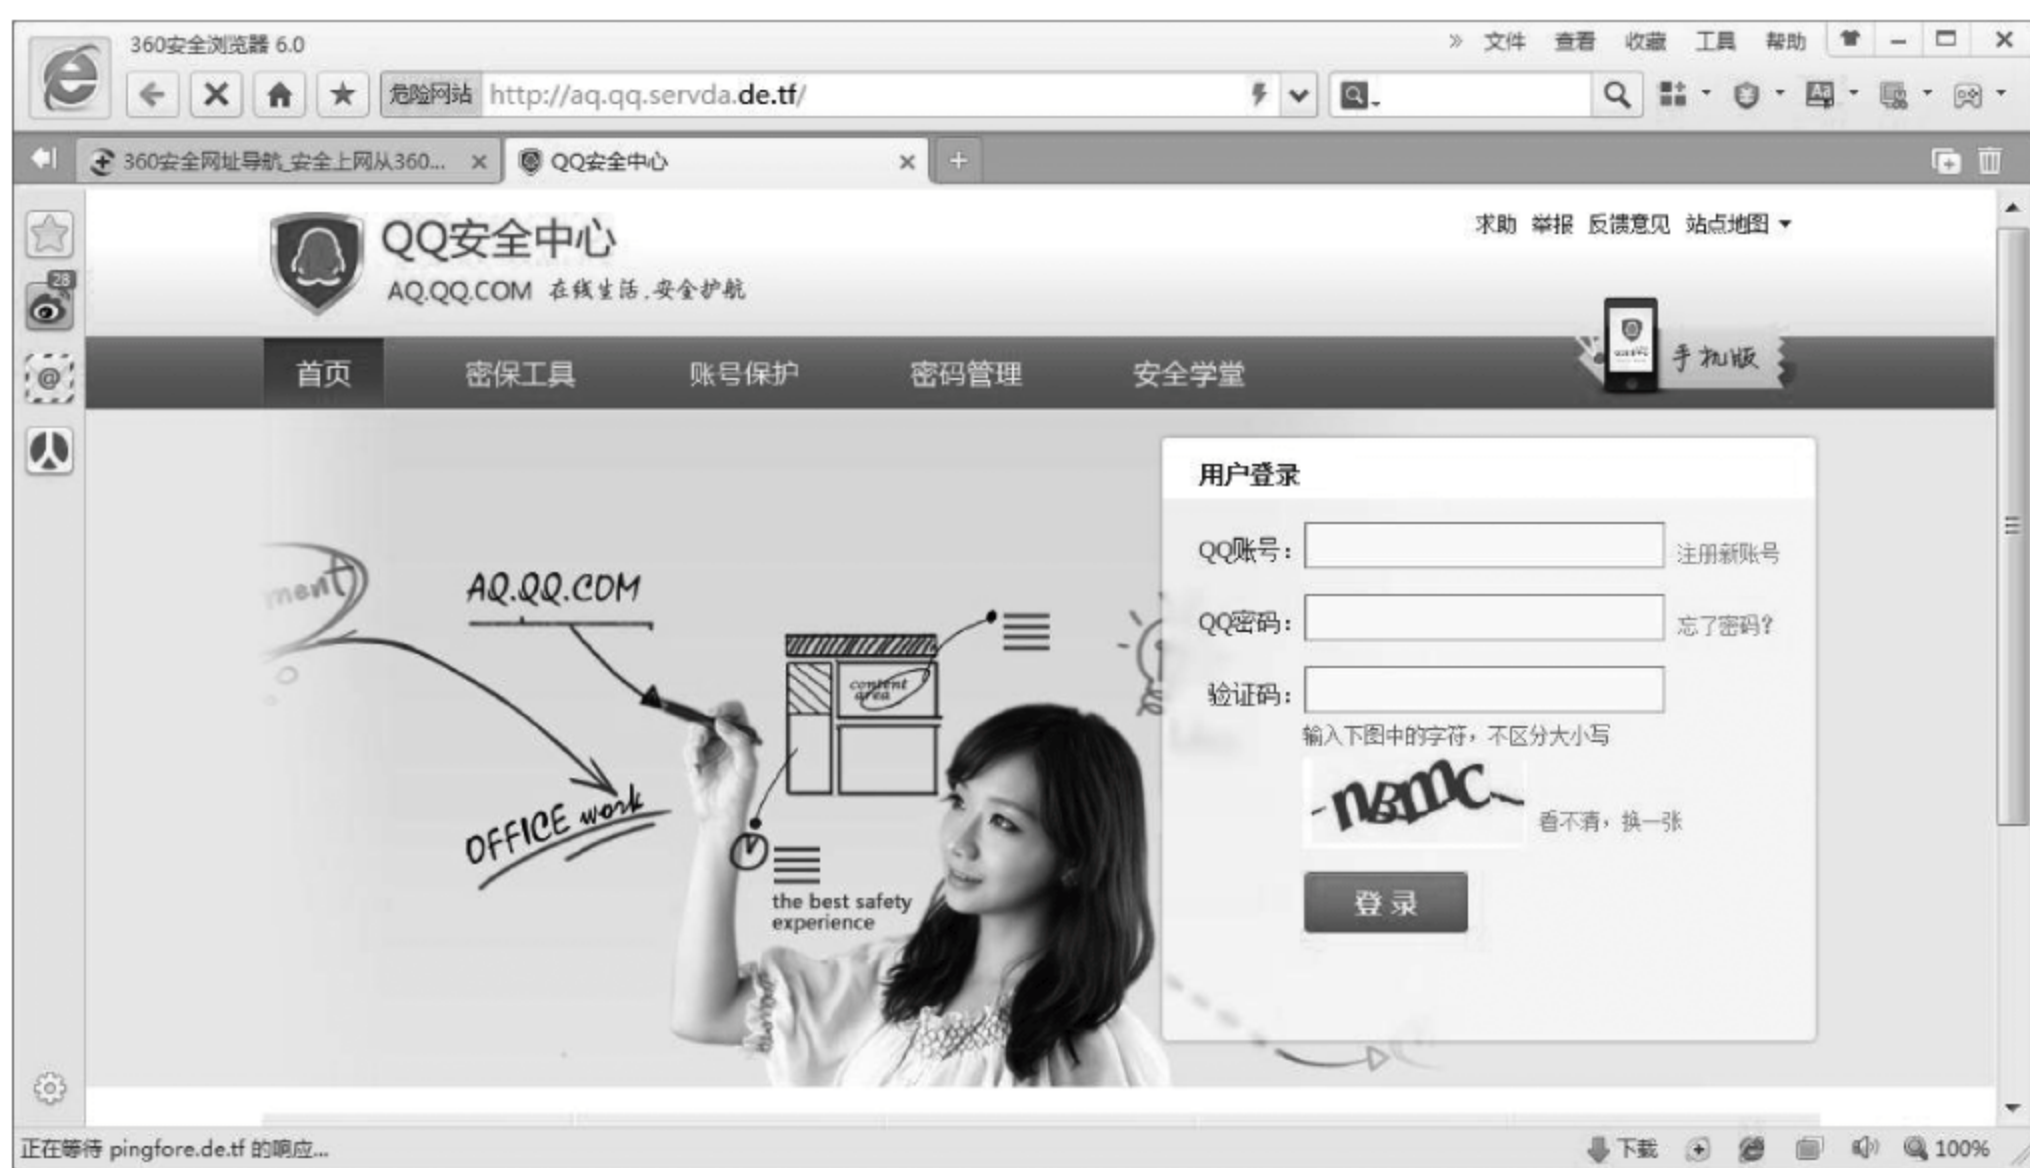 360安全浏览器 6.0
» 文件 查看 收藏 工具 帮助
危险网站 http://aq.qq.servda.de.tf/
360安全网址导航_安全上网从360...
QQ安全中心
28
QQ安全中心
AQ.QQ.COM 在线生活,安全护航
求助 举报 反馈意见 站点地图
首页 密保工具 账号保护 密码管理 安全学堂
手机版
用户登录
QQ账号: 注册新账号
QQ密码: 忘了密码?
验证码:
输入下图中的字符，不区分大小写
看不清，换一张
登录
ment
AQ.QQ.COM
content
area
OFFICE work
the best safety
experience
正在等待 pingfore.de.tf 的响应...
下载
100%